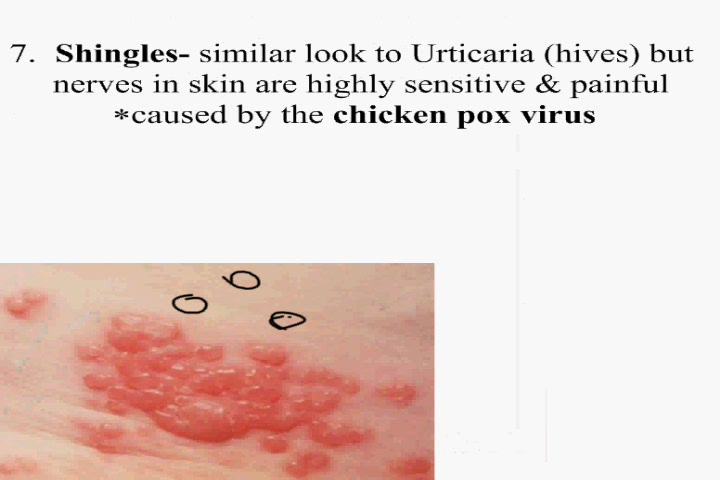 7. Shingles- similar look to Urticaria (hives) but
nerves in skin are highly sensitive & painful
*caused by the chicken pox virus